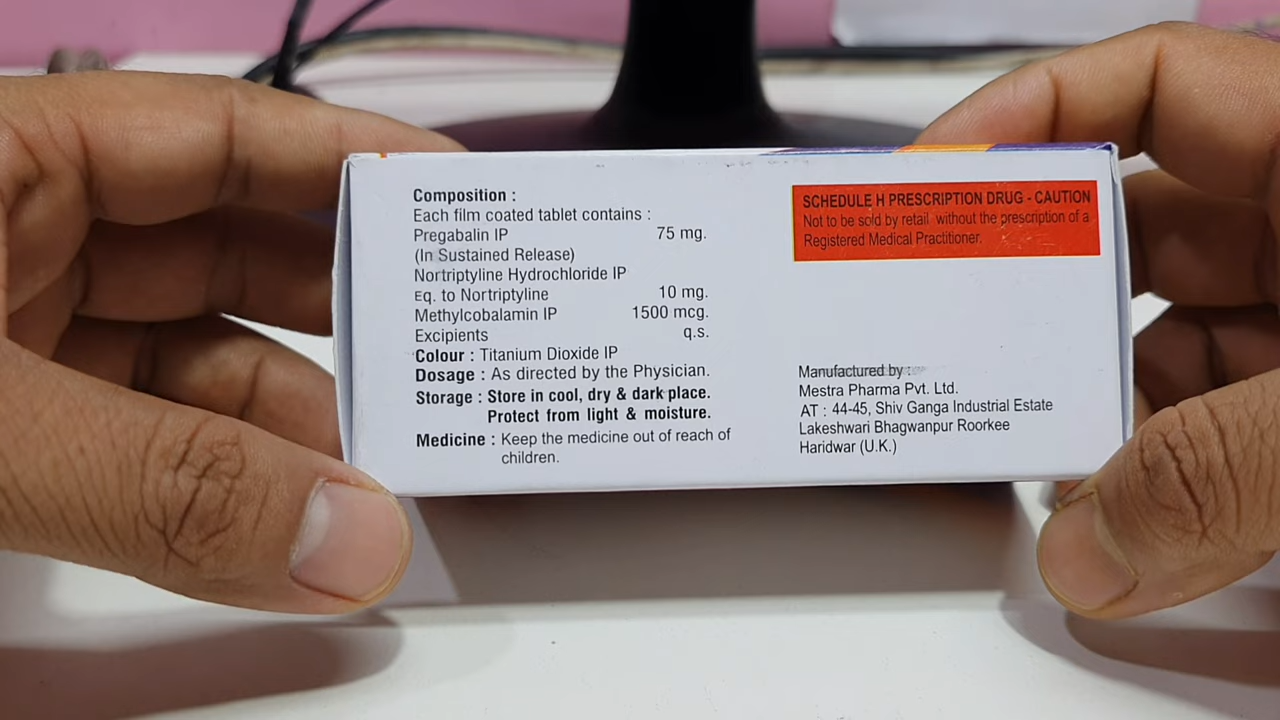 Composition :
Each film coated tablet contains :
Pregabalin IP 75 mg.
(In Sustained Release)
Nortriptyline Hydrochloride IP
Eq. to Nortriptyline 10 mg.
Methylcobalamin IP 1500 mcg.
Excipients q.s.
Colour : Titanium Dioxide IP
Dosage : As directed by the Physician.
Storage : Store in cool, dry & dark place.
Protect from light & moisture.
Medicine : Keep the medicine out of reach of
children.
SCHEDULE H PRESCRIPTION DRUG - CAUTION
Not to be sold by retail without the prescription of a
Registered Medical Practitioner.
Manufactured by :
Mestra Pharma Pvt. Ltd.
AT : 44-45, Shiv Ganga Industrial Estate
Lakeshwari Bhagwanpur Roorkee
Haridwar (U.K.)